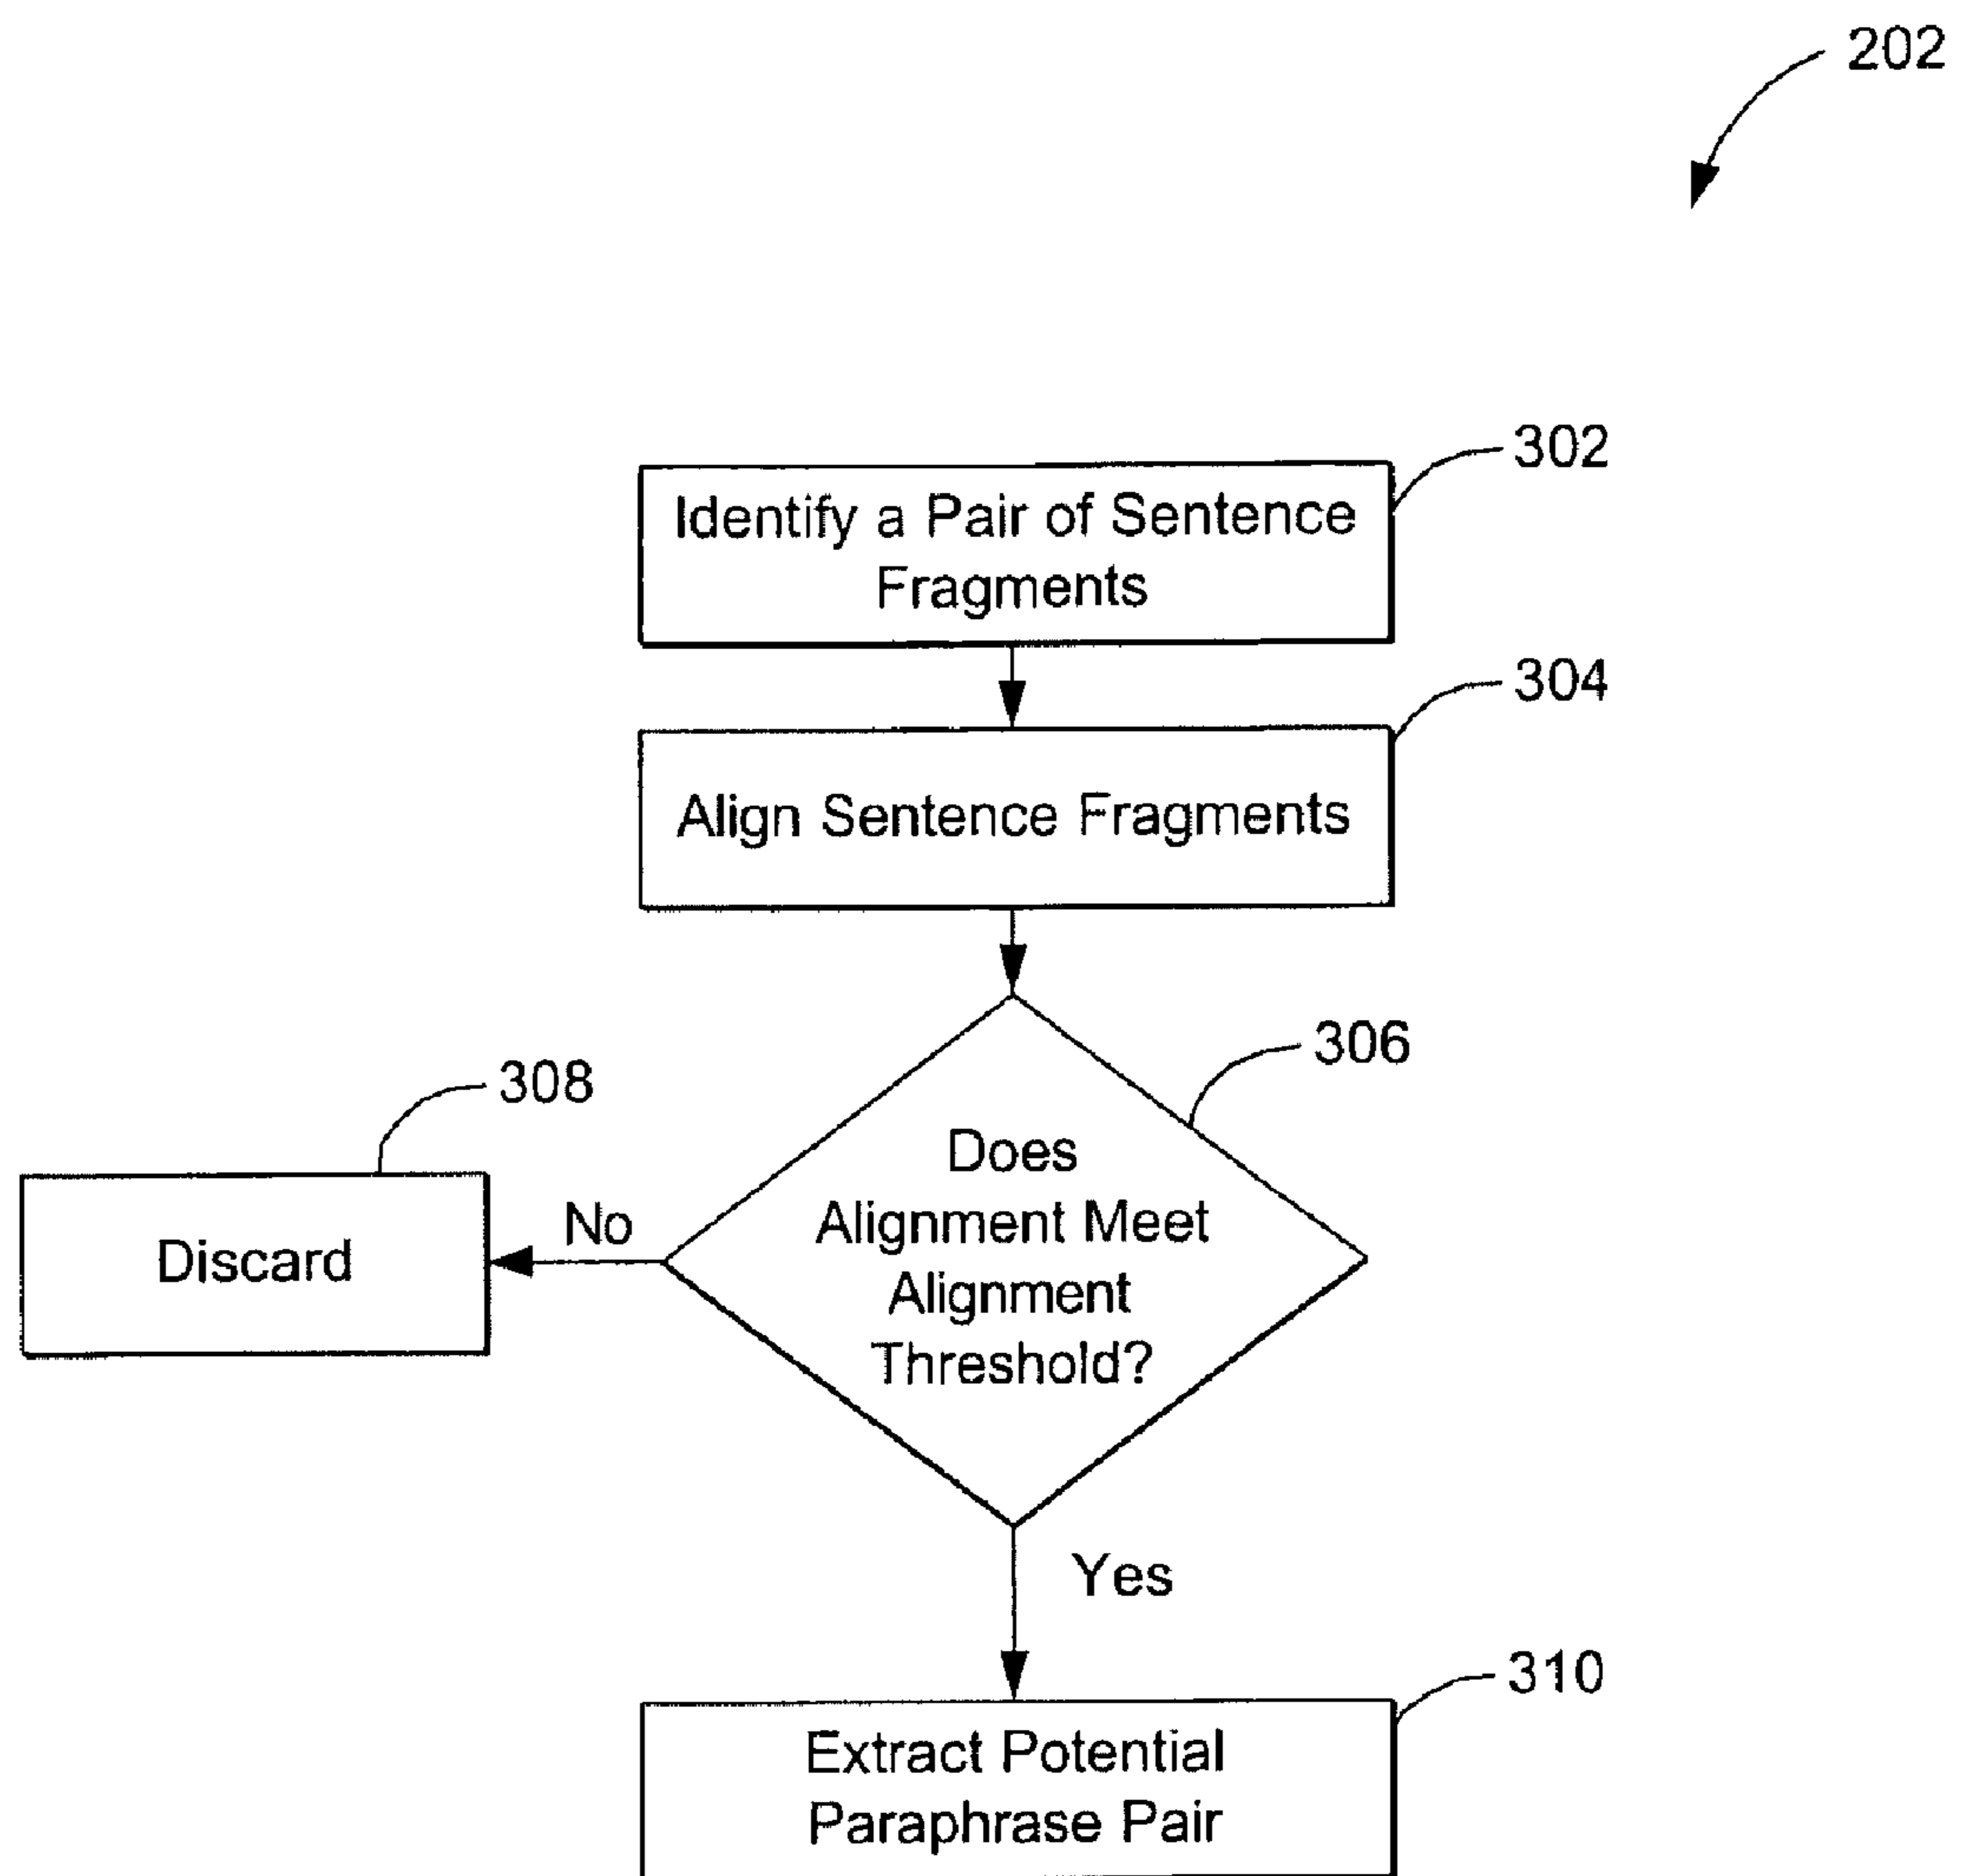 202
302
Identify a Pair of Sentence
Fragments
304
Align Sentence Fragments
306
Does
Alignment Meet
Alignment
Threshold?
308
Discard
No
Yes
310
Extract Potential
Paraphrase Pair